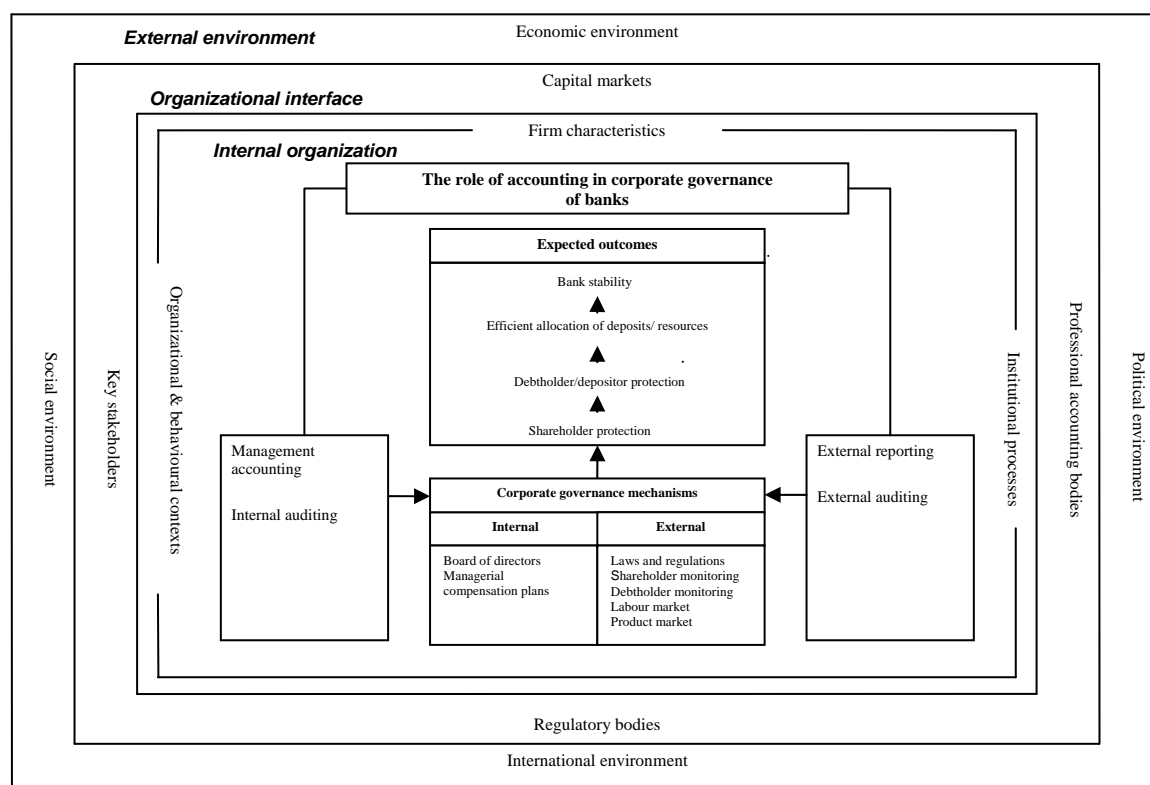 External environment
Economic environment
Capital markets
Organizational interface
Firm characteristics
Internal organization
The role of accounting in corporate governance
of banks
Expected outcomes
Bank stability
Efficient allocation of deposits/ resources
Debtholder/depositor protection
Shareholder protection
Social environment
Key stakeholders
Organizational & behavioural contexts
Management
accounting
Internal auditing
Corporate governance mechanisms
Internal
External
Board of directors
Managerial
compensation plans
Laws and regulations
Shareholder monitoring
Debtholder monitoring
Labour market
Product market
External reporting
External auditing
Institutional processes
Professional accounting bodies
Political environment
Regulatory bodies
International environment